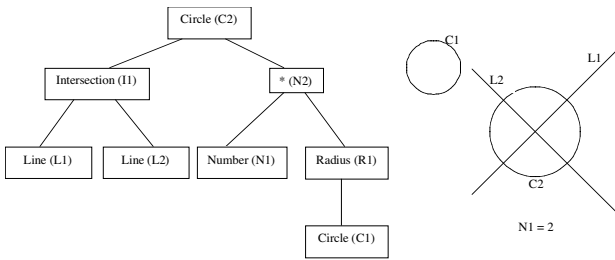 Circle (C2)
Intersection (I1)
* (N2)
Line (L1)
Line (L2)
Number (N1)
Radius (R1)
Circle (C1)
C1
L1
L2
C2
N1 = 2